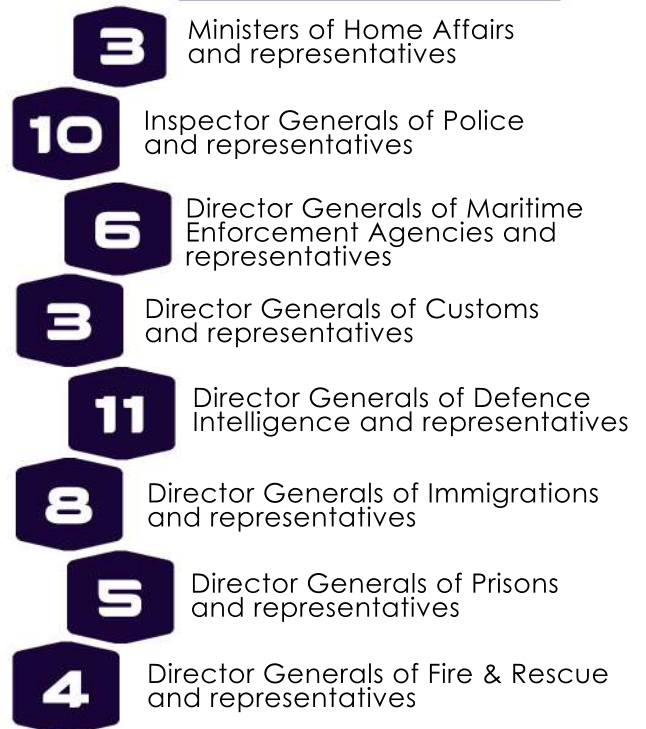 3
Ministers of Home Affairs
and representatives
10
Inspector Generals of Police
and representatives
6
Director Generals of Maritime
Enforcement Agencies and
representatives
3
Director Generals of Customs
and representatives
11
Director Generals of Defence
Intelligence and representatives
8
Director Generals of Immigrations
and representatives
5
Director Generals of Prisons
and representatives
4
Director Generals of Fire & Rescue
and representatives